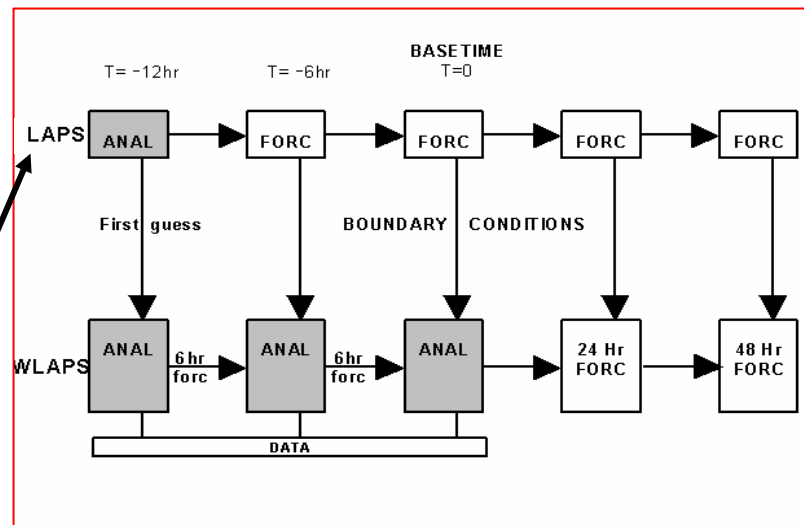 BASETIME
T= -12hr T= -6hr T=0
LAPS ANAL FORC FORC FORC FORC
First guess BOUNDARY CONDITIONS
WLAPS ANAL 6hr forc ANAL 6hr forc ANAL 24 Hr FORC 48 Hr FORC
DATA